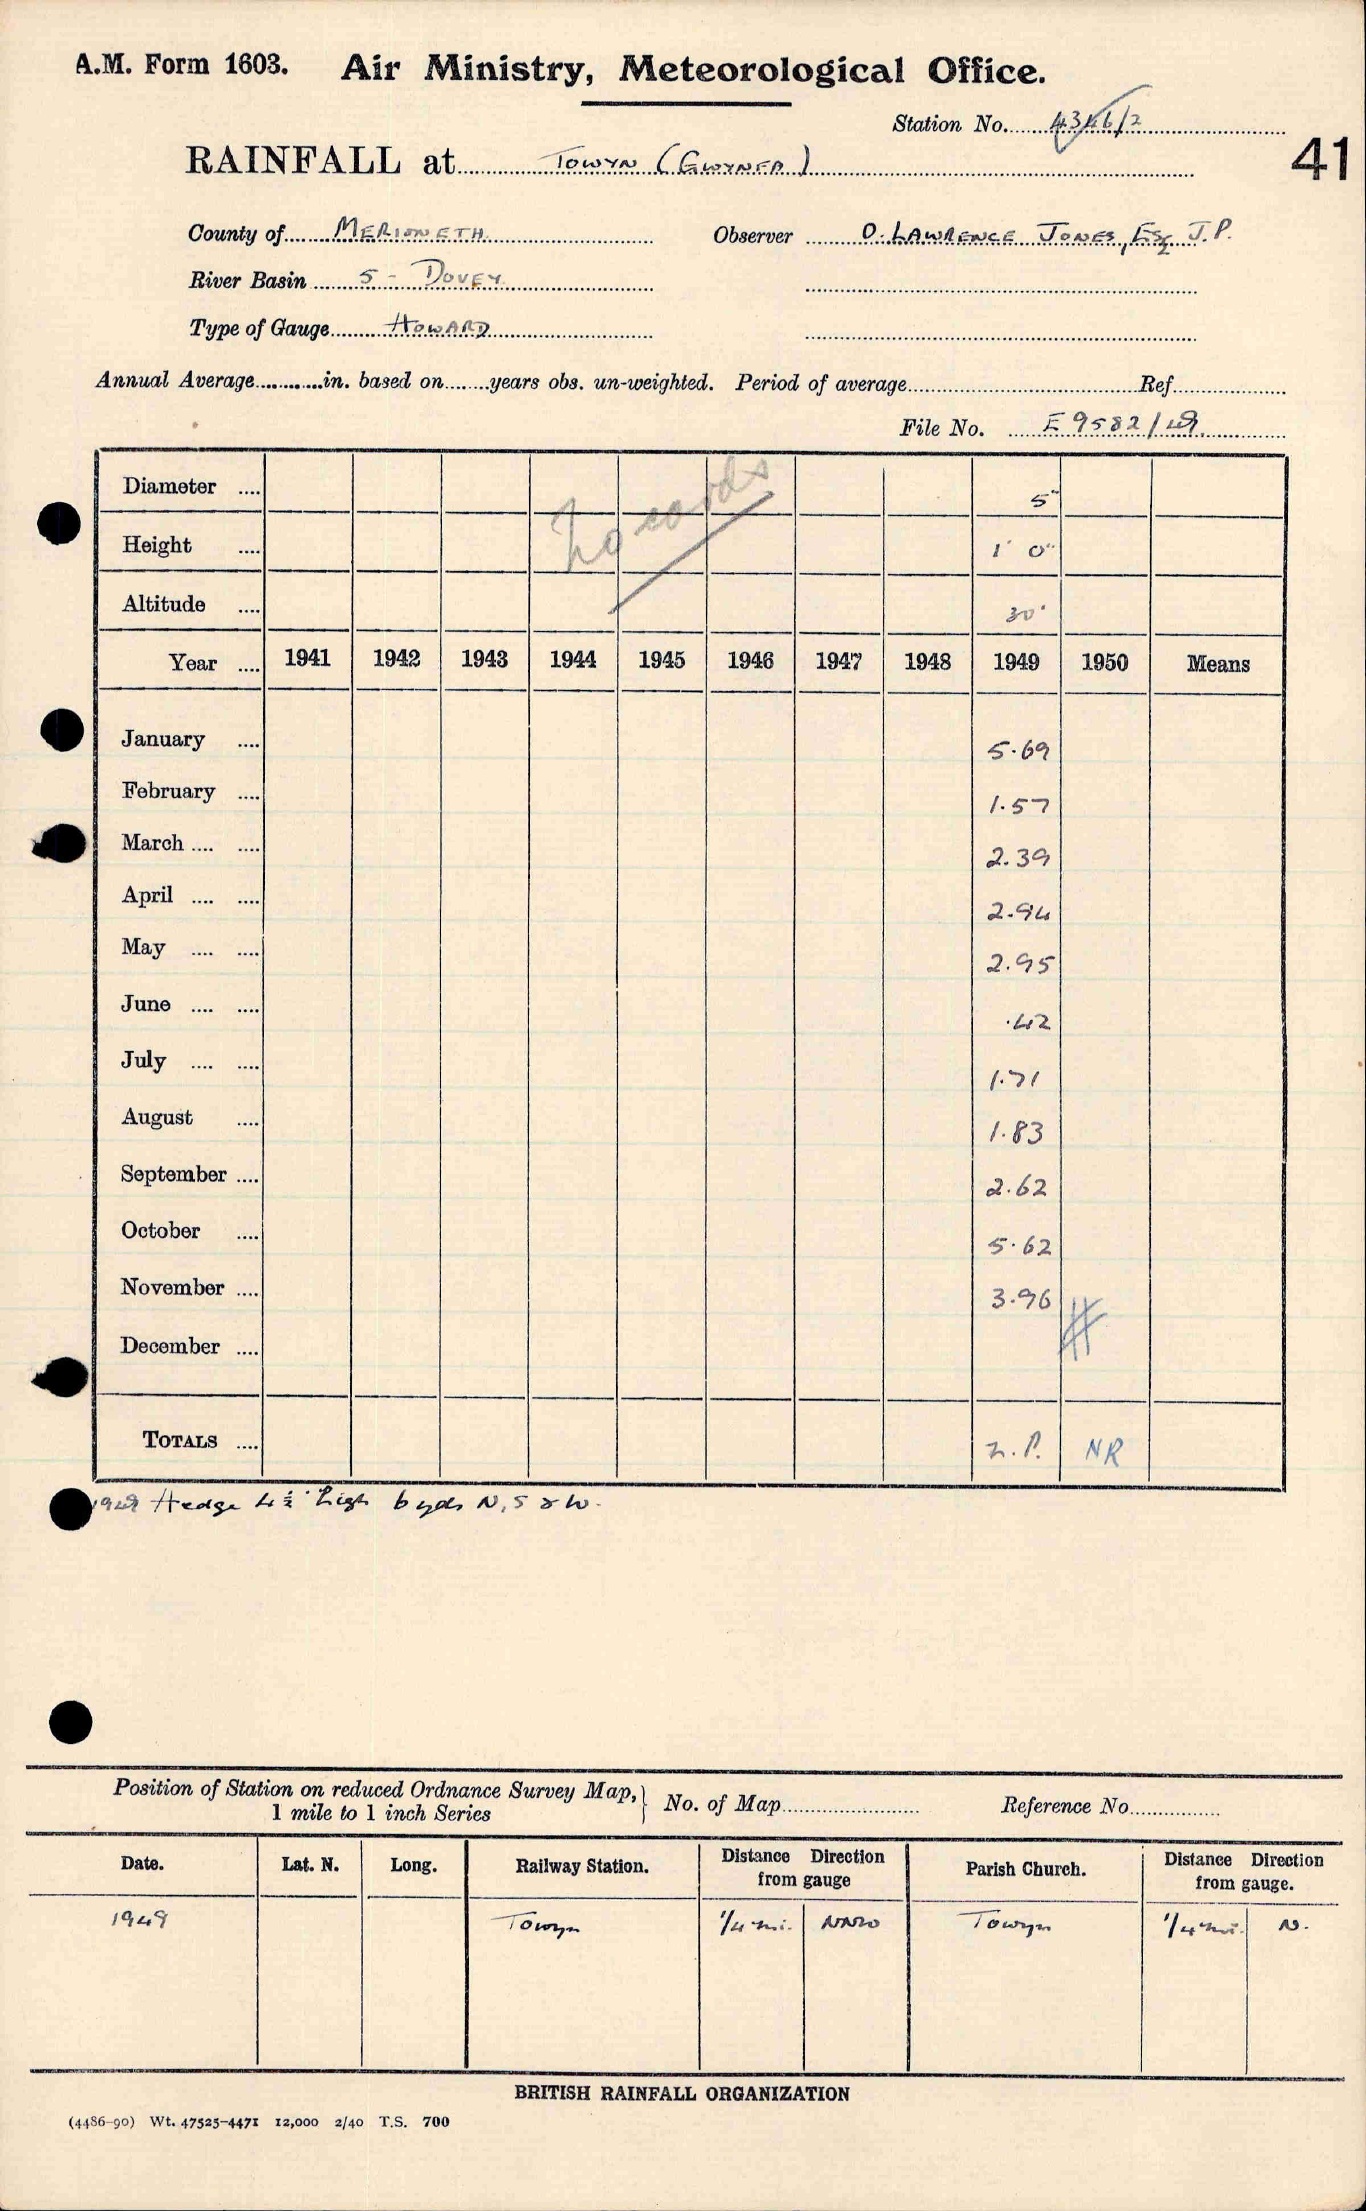 A.M. Form 1603. Air Ministry, Meteorological Office.
Station No. 4346/2
RAINFALL at TOWYN (GWYNFA) 41
County of MERIONETH Observer O. LAWRENCE JONES, ESQ J.P.
River Basin 5 - DOVEY
Type of Gauge HOWARD
Annual Average............in. based on........years obs. un-weighted. Period of average Ref.
File No. E 9582/49.
No cards
Diameter .... 5"
Height .... 1' 0"
Altitude .... 30'
Year .... 1941 1942 1943 1944 1945 1946 1947 1948 1949 1950 Means
January .... 5.69
February .... 1.57
March .... .... 2.39
April .... .... 2.94
May .... .... 2.95
June .... .... .42
July .... .... 1.71
August .... 1.83
September .... 2.62
October .... 5.62
November .... 3.96
December ....
TOTALS .... N.P. NR
1949 Hedge 4½' high 6 yds N, S & W.
Position of Station on reduced Ordnance Survey Map, } No. of Map Reference No.
1 mile to 1 inch Series
Date. Lat. N. Long. Railway Station. Distance Direction from gauge Parish Church. Distance Direction from gauge.
1949 Towyn 1/4 mi. NNW Towyn 1/4 mi. N.
BRITISH RAINFALL ORGANIZATION
(4486-90) Wt. 47525-4471 12,000 2/40 T.S. 700